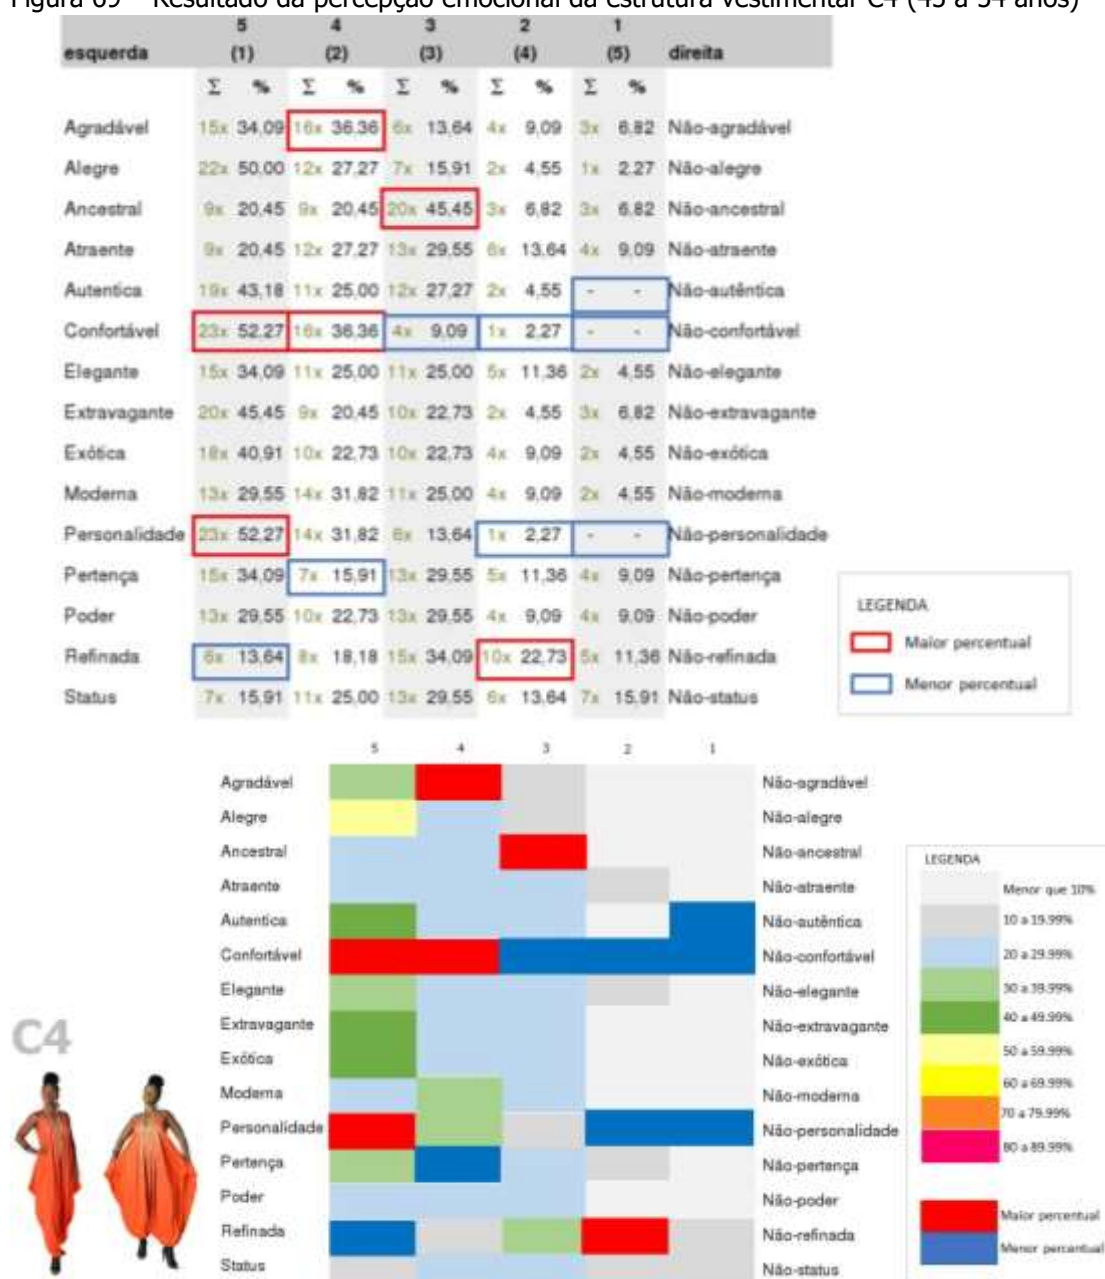 Figura 69 – Resultado da percepção emocional da estrutura vestimentar C4 (45 a 54 anos)
5 4 3 2 1
esquerda (1) (2) (3) (4) (5) direita
Σ % Σ % Σ % Σ % Σ %
Agradável 15x 34,09 16x 36,36 6x 13,64 4x 9,09 3x 6,82 Não-agradável
Alegre 22x 50,00 12x 27,27 7x 15,91 2x 4,55 1x 2,27 Não-alegre
Ancestral 9x 20,45 9x 20,45 20x 45,45 3x 6,82 3x 6,82 Não-ancestral
Atraente 9x 20,45 12x 27,27 13x 29,55 6x 13,64 4x 9,09 Não-atraente
Autentica 19x 43,18 11x 25,00 12x 27,27 2x 4,55 - - Não-autêntica
Confortável 23x 52,27 16x 36,36 4x 9,09 1x 2,27 - - Não-confortável
Elegante 15x 34,09 11x 25,00 11x 25,00 5x 11,36 2x 4,55 Não-elegante
Extravagante 20x 45,45 9x 20,45 10x 22,73 2x 4,55 3x 6,82 Não-extravagante
Exótica 18x 40,91 10x 22,73 10x 22,73 4x 9,09 2x 4,55 Não-exótica
Moderna 13x 29,55 14x 31,82 11x 25,00 4x 9,09 2x 4,55 Não-moderna
Personalidade 23x 52,27 14x 31,82 6x 13,64 1x 2,27 - - Não-personalidade
Pertença 15x 34,09 7x 15,91 13x 29,55 5x 11,36 4x 9,09 Não-pertença
Poder 13x 29,55 10x 22,73 13x 29,55 4x 9,09 4x 9,09 Não-poder
Refinada 6x 13,64 8x 18,18 15x 34,09 10x 22,73 5x 11,36 Não-refinada
Status 7x 15,91 11x 25,00 13x 29,55 6x 13,64 7x 15,91 Não-status
LEGENDA
Maior percentual
Menor percentual
5 4 3 2 1
Agradável Não-agradável
Alegre Não-alegre
Ancestral Não-ancestral
Atraente Não-atraente
Autentica Não-autêntica
Confortável Não-confortável
Elegante Não-elegante
Extravagante Não-extravagante
Exótica Não-exótica
Moderna Não-moderna
Personalidade Não-personalidade
Pertença Não-pertença
Poder Não-poder
Refinada Não-refinada
Status Não-status
C4
LEGENDA
Menor que 10%
10 a 19.99%
20 a 29.99%
30 a 39.99%
40 a 49.99%
50 a 59.99%
60 a 69.99%
70 a 79.99%
80 a 89.99%
Maior percentual
Menor percentual